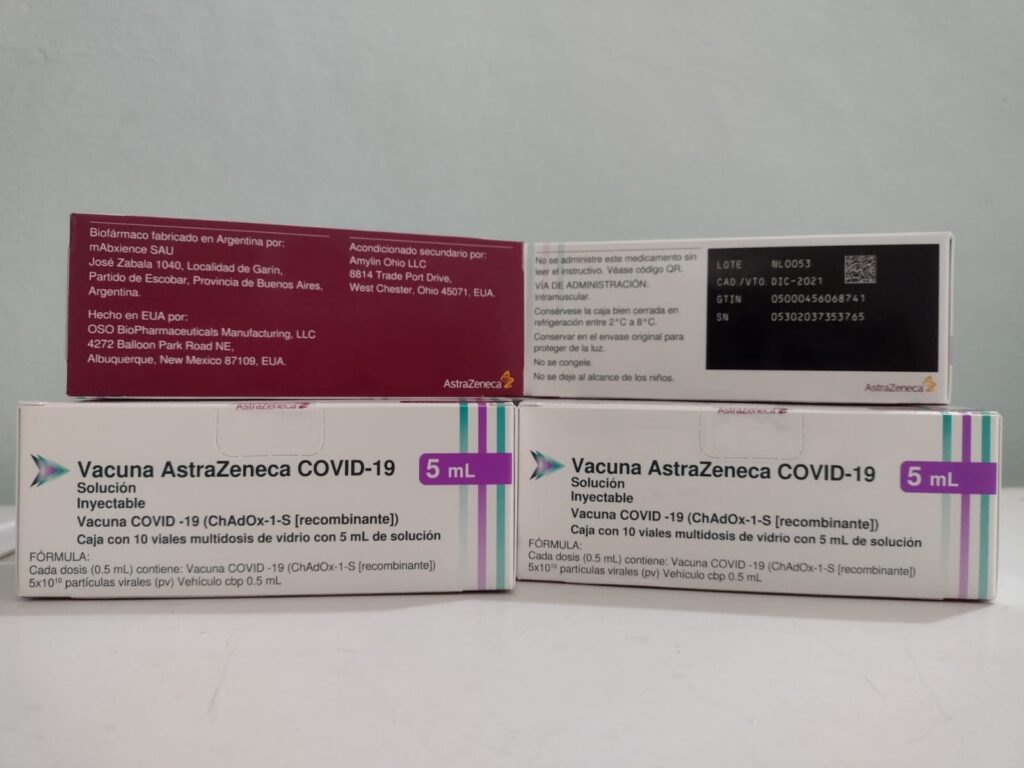 Biofármaco fabricado en Argentina por:
mAbxience SAU
José Zabala 1040, Localidad de Garín,
Partido de Escobar, Provincia de Buenos Aires,
Argentina.
Hecho en EUA por:
OSO BioPharmaceuticals Manufacturing, LLC
4272 Balloon Park Road NE,
Albuquerque, New Mexico 87109, EUA.
Acondicionado secundario por:
Amylin Ohio LLC
8814 Trade Port Drive,
West Chester, Ohio 45071, EUA.
AstraZeneca
No se administre este medicamento sin
leer el instructivo. Véase código QR.
VÍA DE ADMINISTRACIÓN:
Intramuscular.
Consérvese la caja bien cerrada en
refrigeración entre 2°C a 8°C.
Conservar en el envase original para
proteger de la luz.
No se congele.
No se deje al alcance de los niños.
LOTE NL0053
CAD/VTO DIC-2021
GTIN 05000456068741
SN 05302037353765
AstraZeneca
AstraZeneca
Vacuna AstraZeneca COVID-19
5 mL
Solución
Inyectable
Vacuna COVID -19 (ChAdOx-1-S [recombinante])
Caja con 10 viales multidosis de vidrio con 5 mL de solución
FÓRMULA:
Cada dosis (0.5 mL) contiene: Vacuna COVID -19 (ChAdOx-1-S [recombinante])
5x10¹⁰ partículas virales (pv) Vehículo cbp 0.5 mL
AstraZeneca
Vacuna AstraZeneca COVID-19
5 mL
Solución
Inyectable
Vacuna COVID -19 (ChAdOx-1-S [recombinante])
Caja con 10 viales multidosis de vidrio con 5 mL de solución
FÓRMULA:
Cada dosis (0.5 mL) contiene: Vacuna COVID -19 (ChAdOx-1-S [recombinante])
5x10¹⁰ partículas virales (pv) Vehículo cbp 0.5 mL